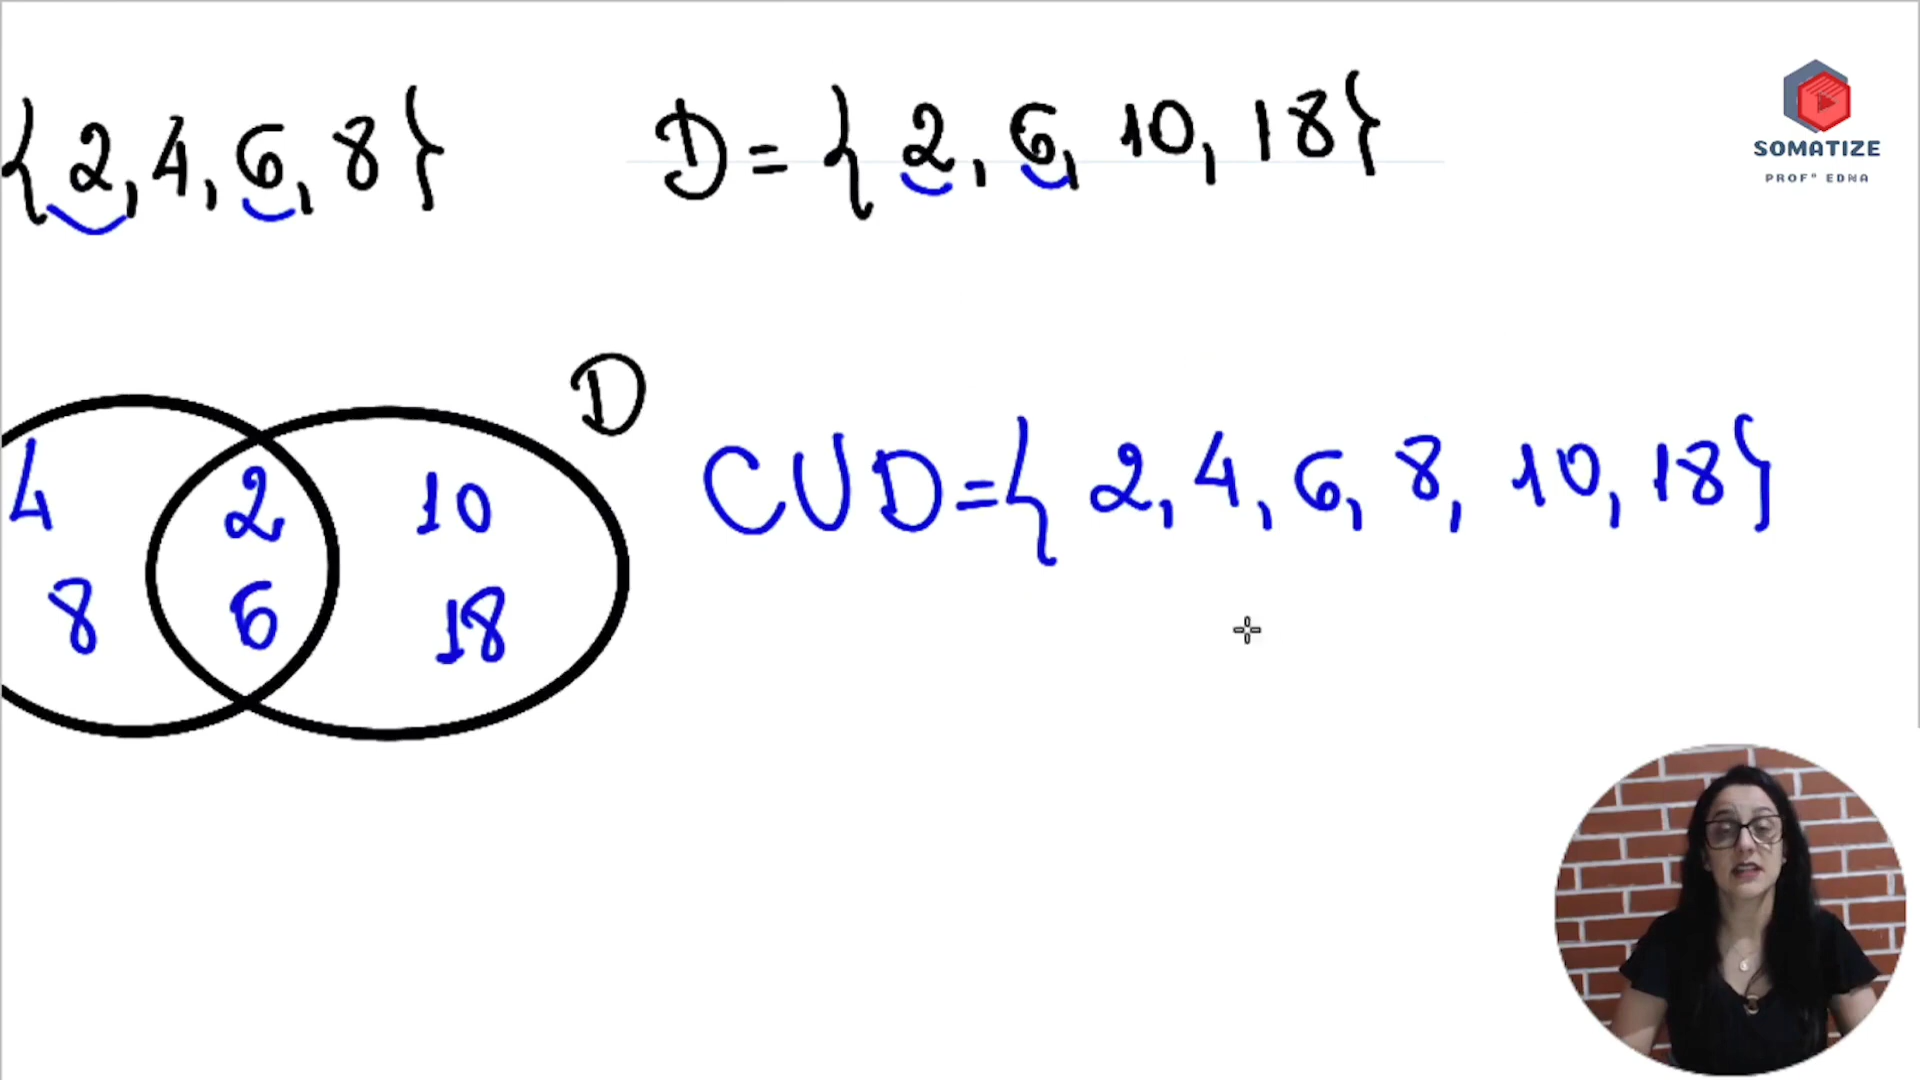 {2, 4, 6, 8}
D = {2, 6, 10, 18}
SOMATIZE
PROFª EDNA
D
4 2 10
8 6 18
CUD={ 2, 4, 6, 8, 10, 18}